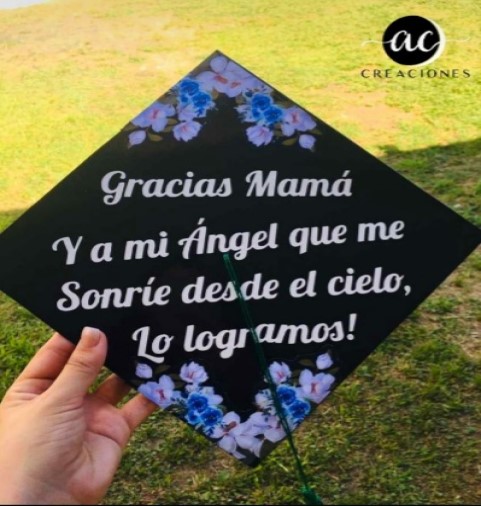 ac
CREACIONES
Gracias Mamá
Y a mi Ángel que me
Sonríe desde el cielo,
Lo logramos!